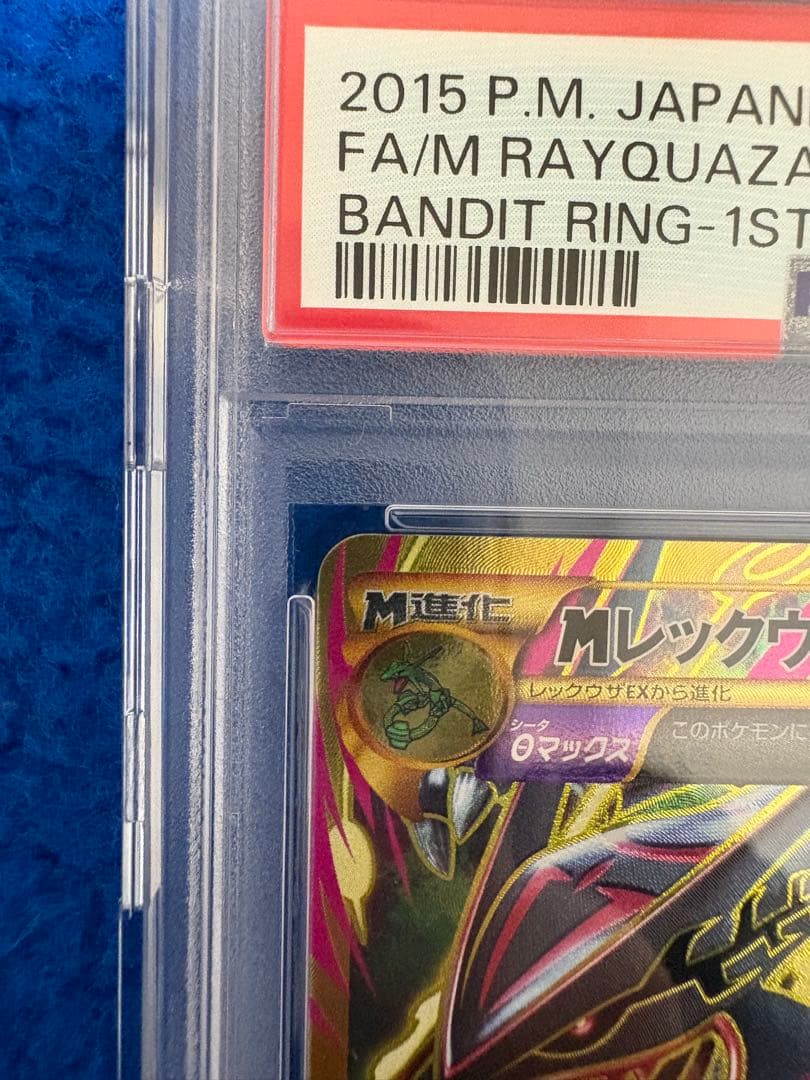 2015 P.M. JAPAN
FA/M RAYQUAZA
BANDIT RING-1ST
M進化
Mレックウ
レックウザEXから進化
シータ
θマックス
このポケモンに